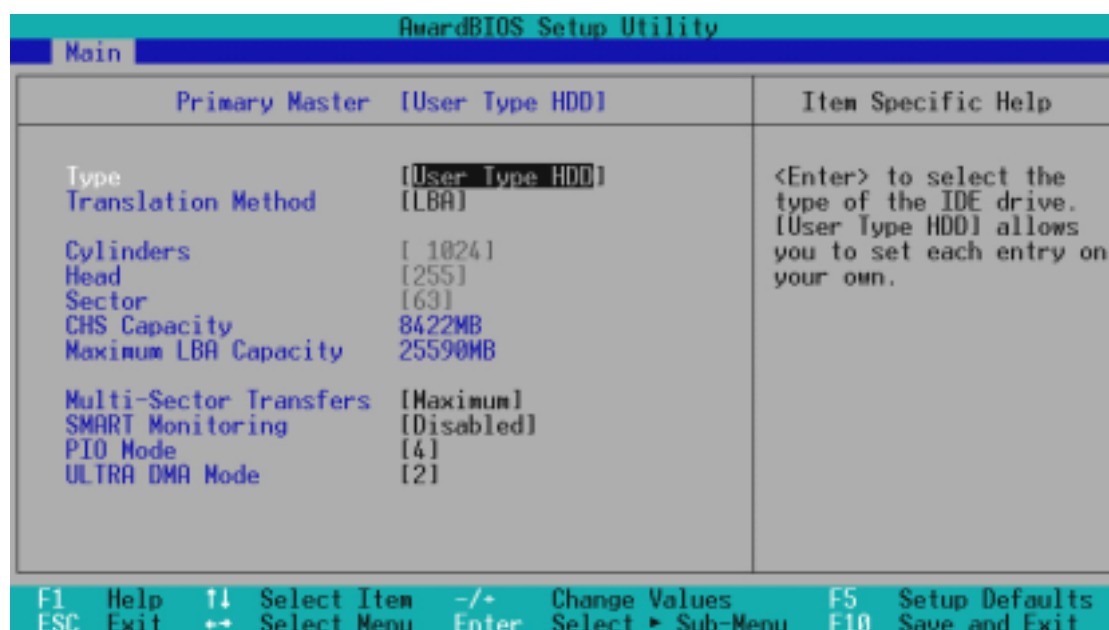 AwardBIOS Setup Utility
Main
Primary Master [User Type HDD] Item Specific Help
Type [User Type HDD]
Translation Method [LBA]
Cylinders [ 1024]
Head [255]
Sector [63]
CHS Capacity 8422MB
Maximum LBA Capacity 25590MB
Multi-Sector Transfers [Maximum]
SMART Monitoring [Disabled]
PIO Mode [4]
ULTRA DMA Mode [2]
<Enter> to select the
type of the IDE drive.
[User Type HDD] allows
you to set each entry on
your own.
F1 Help ↑↓ Select Item -/+ Change Values F5 Setup Defaults
ESC Exit ←→ Select Menu Enter Select ► Sub-Menu F10 Save and Exit